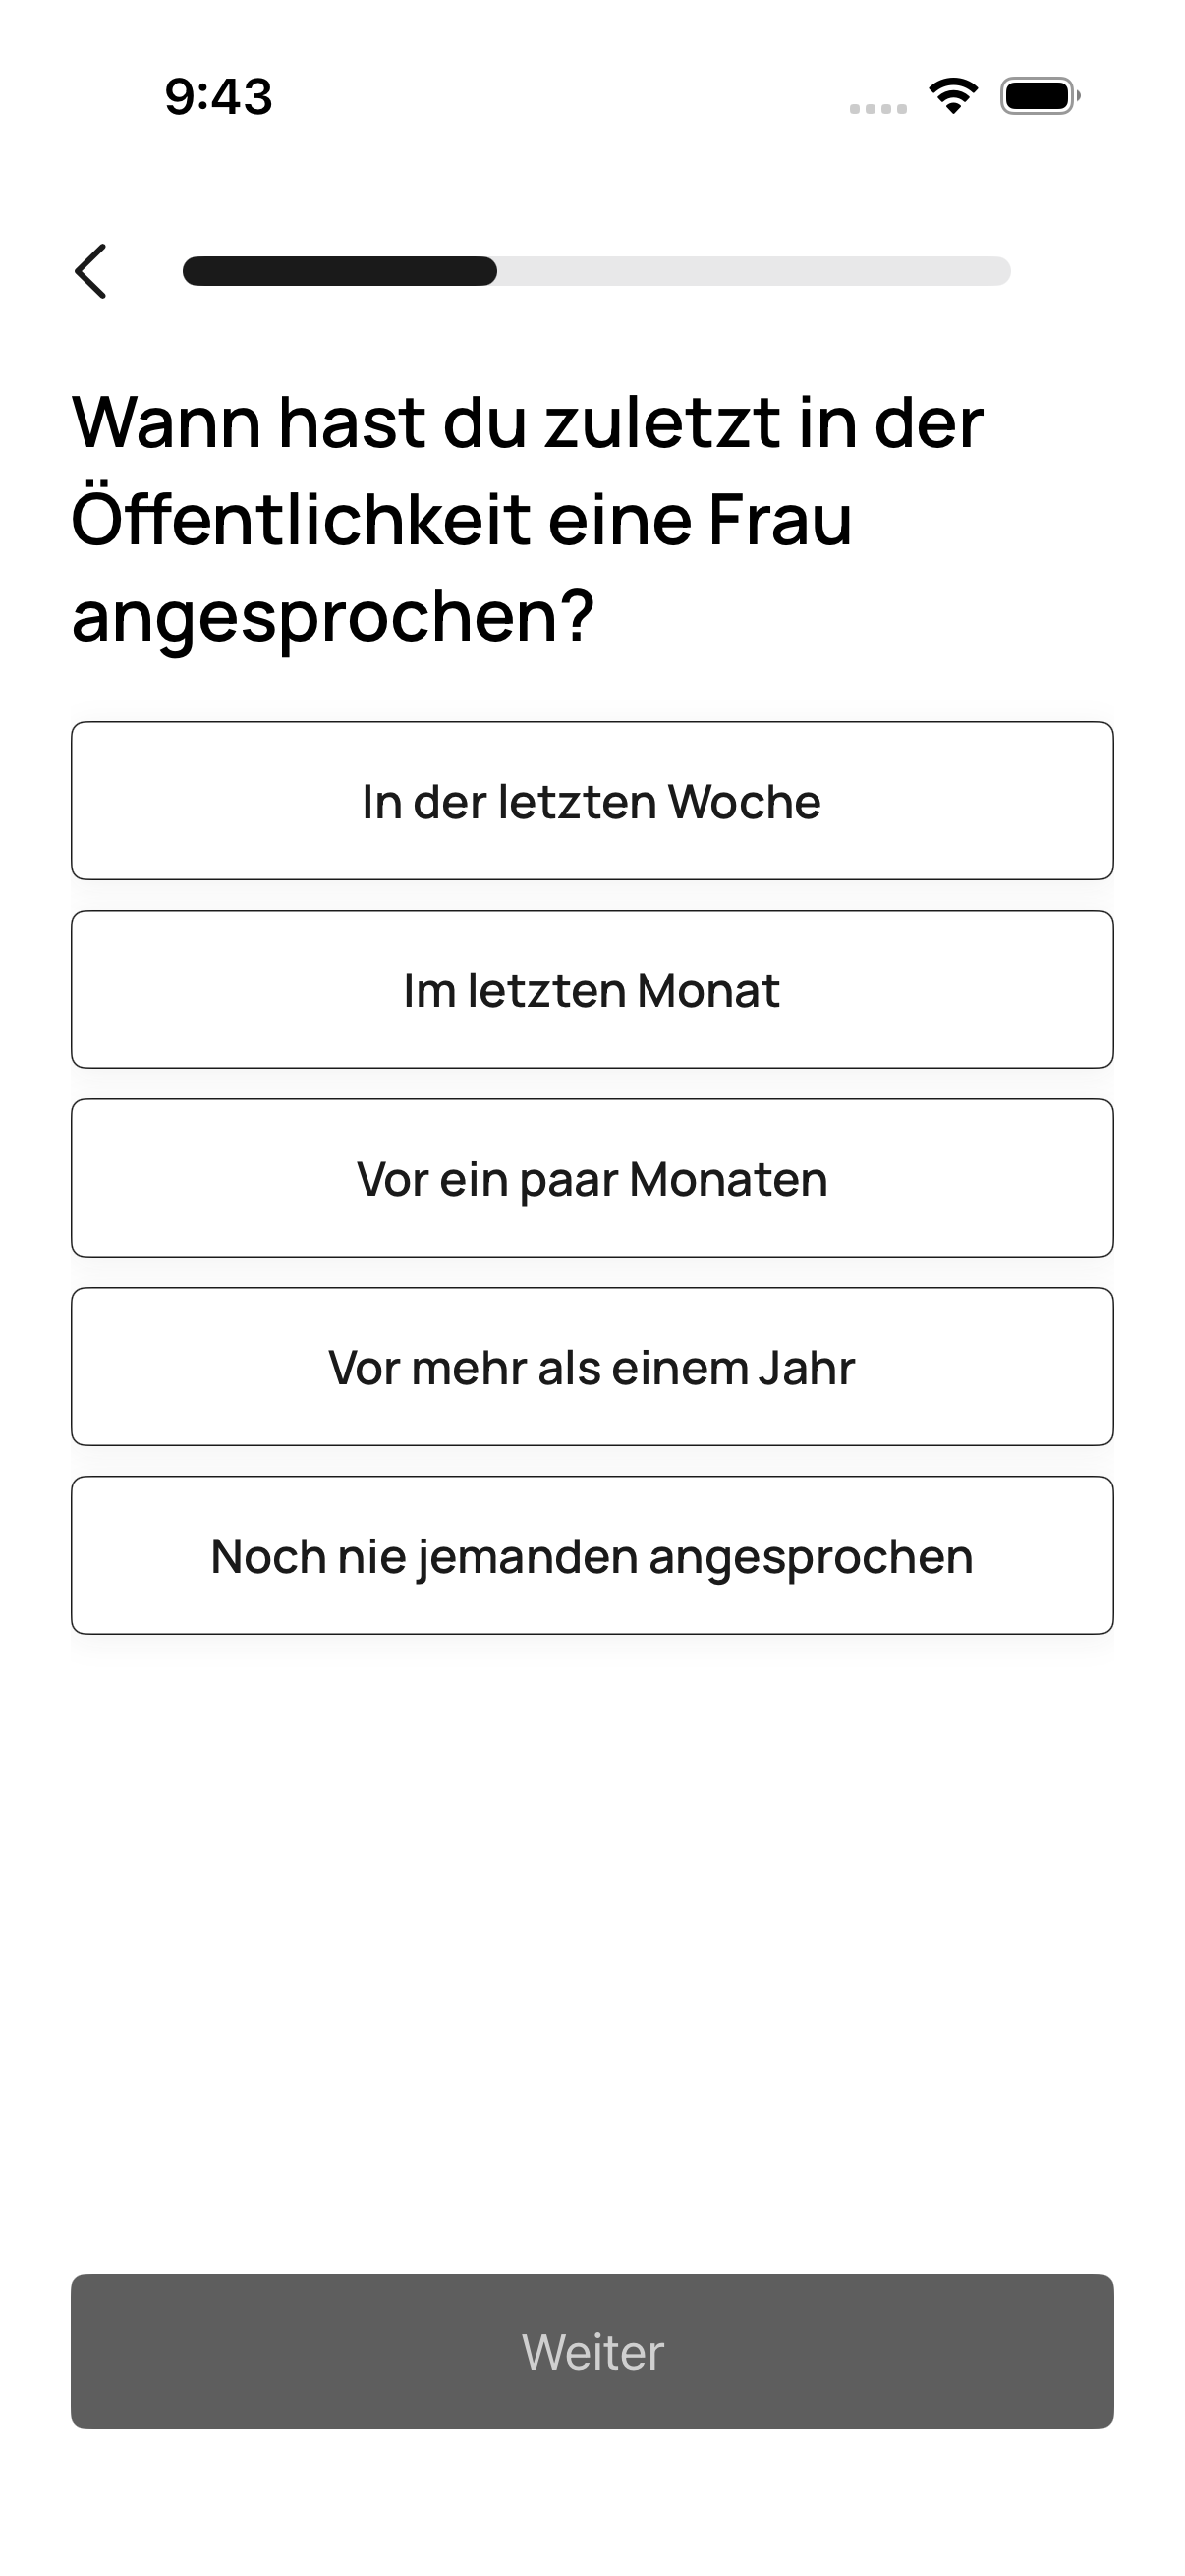 9:43
Wann hast du zuletzt in der
Öffentlichkeit eine Frau
angesprochen?
In der letzten Woche
Im letzten Monat
Vor ein paar Monaten
Vor mehr als einem Jahr
Noch nie jemanden angesprochen
Weiter